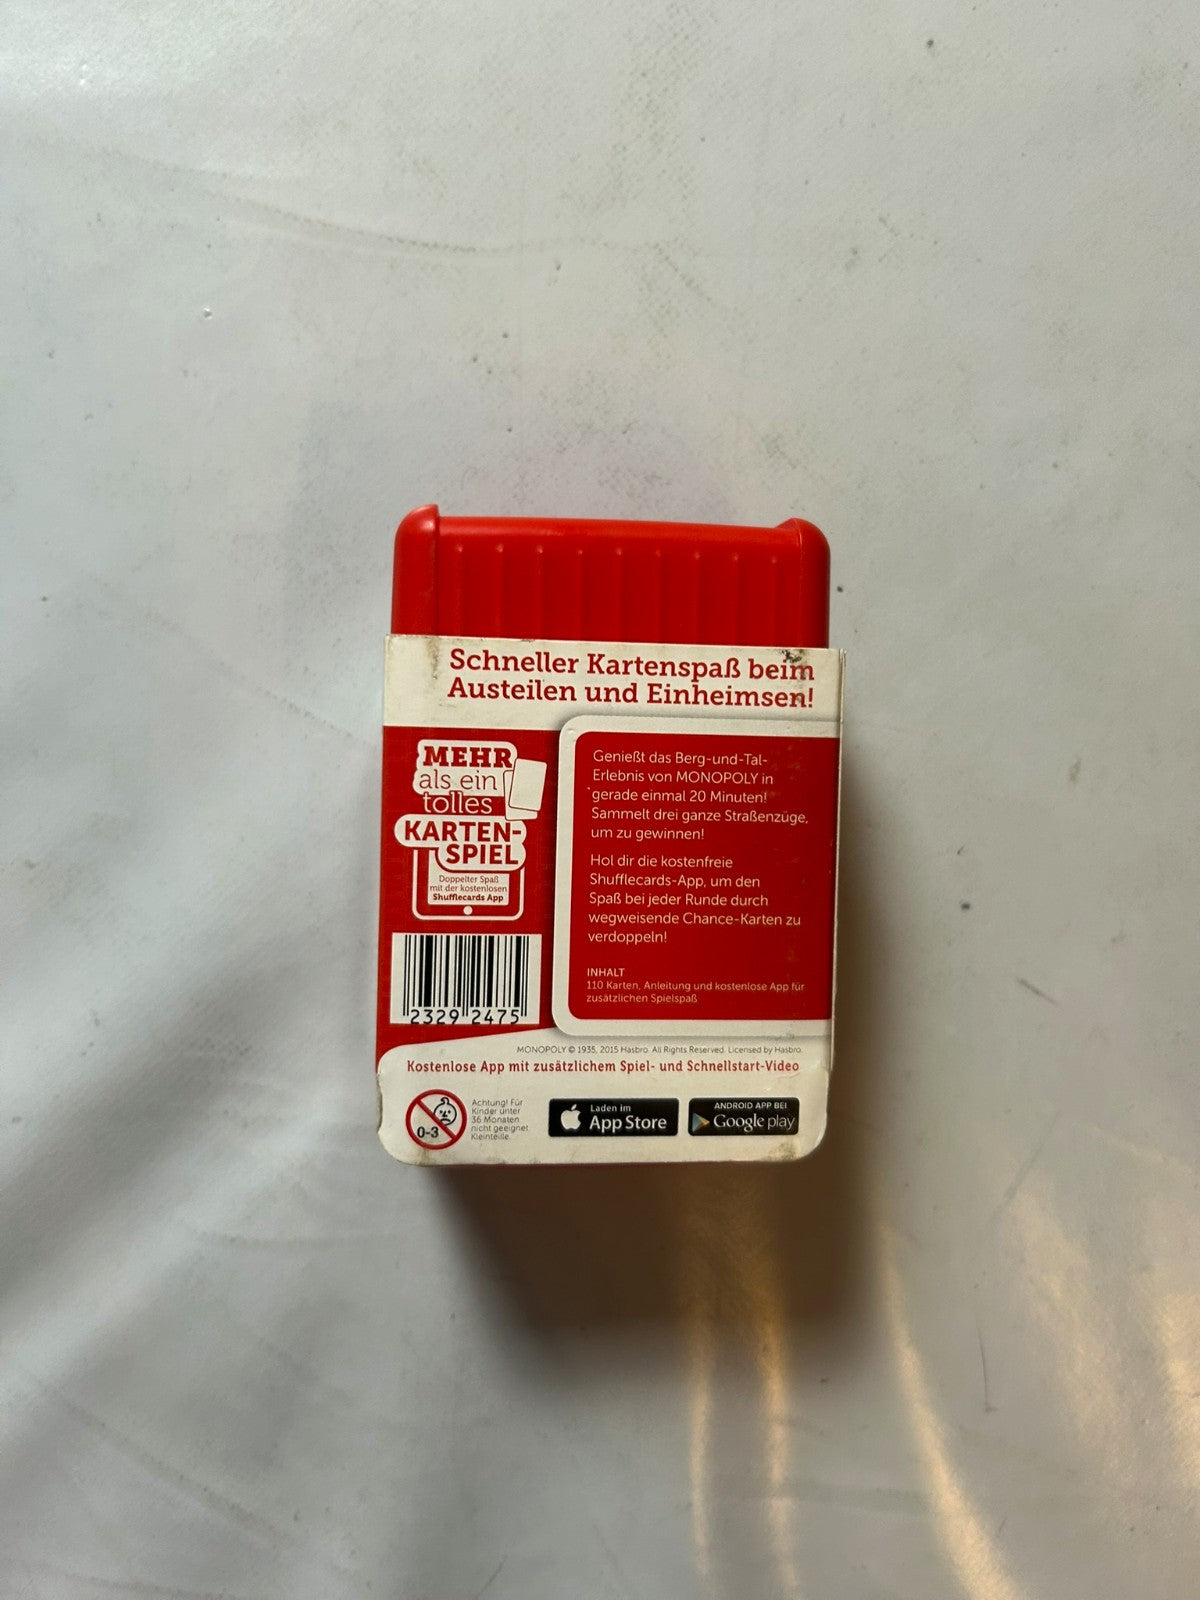 Schneller Kartenspaß beim
Austeilen und Einheimsen!
MEHR
als ein
tolles
KARTEN-
SPIEL
Doppelter Spaß
mit der kostenlosen
Shufflecards App
2329 2475
Genießt das Berg-und-Tal-
Erlebnis von MONOPOLY in
gerade einmal 20 Minuten!
Sammelt drei ganze Straßenzüge,
um zu gewinnen!
Hol dir die kostenfreie
Shufflecards-App, um den
Spaß bei jeder Runde durch
wegweisende Chance-Karten zu
verdoppeln!
INHALT
110 Karten, Anleitung und kostenlose App für
zusätzlichen Spielspaß
MONOPOLY © 1935, 2015 Hasbro. All Rights Reserved. Licensed by Hasbro.
Kostenlose App mit zusätzlichem Spiel- und Schnellstart-Video
0-3
Achtung! Für
Kinder unter
36 Monaten
nicht geeignet.
Kleinteile.
Laden im
App Store
ANDROID APP BEI
Google play